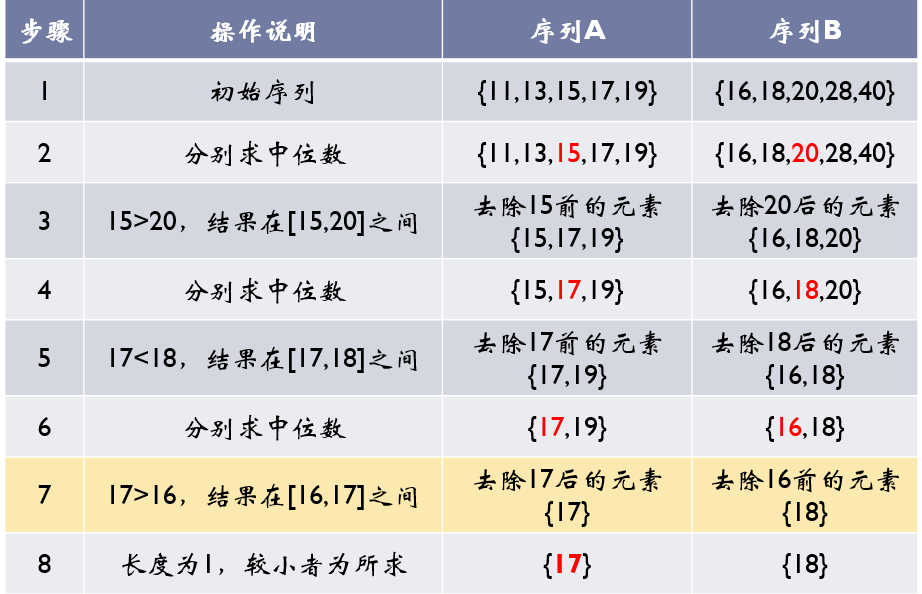 步骤 操作说明 序列A 序列B
1 初始序列 {11,13,15,17,19} {16,18,20,28,40}
2 分别求中位数 {11,13,15,17,19} {16,18,20,28,40}
3 15>20，结果在[15,20]之间 去除15前的元素 去除20后的元素
{15,17,19} {16,18,20}
4 分别求中位数 {15,17,19} {16,18,20}
5 17<18，结果在[17,18]之间 去除17前的元素 去除18后的元素
{17,19} {16,18}
6 分别求中位数 {17,19} {16,18}
7 17>16，结果在[16,17]之间 去除17后的元素 去除16前的元素
{17} {18}
8 长度为1，较小者为所求 {17} {18}